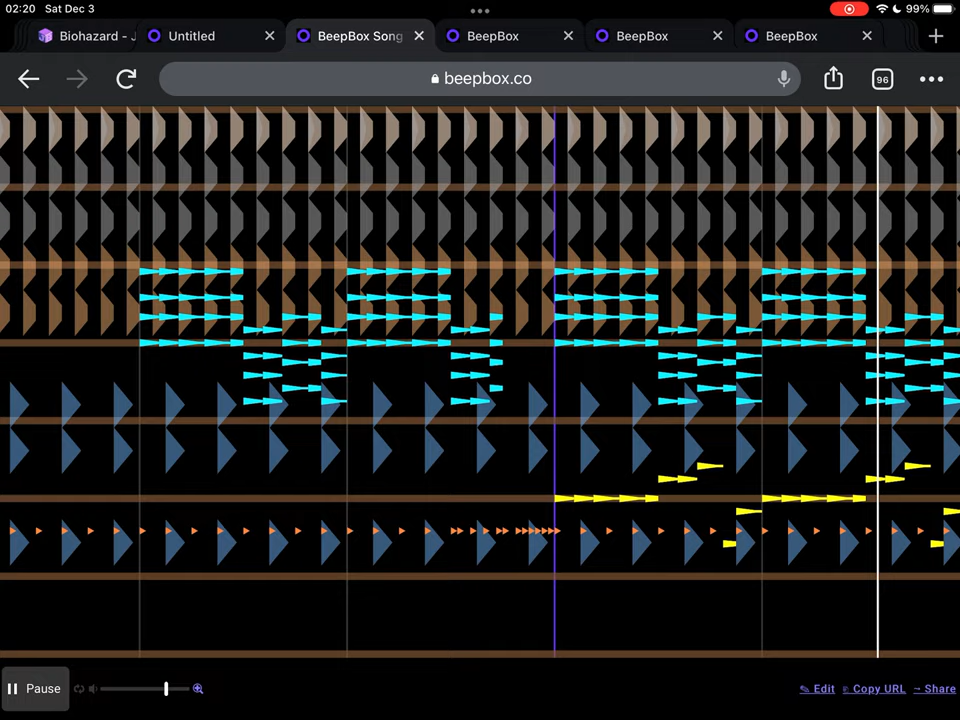 02:20 Sat Dec 3
99%
Biohazard - J
Untitled
BeepBox Song
BeepBox
BeepBox
BeepBox
beepbox.co
96
Pause
Edit
Copy URL
Share